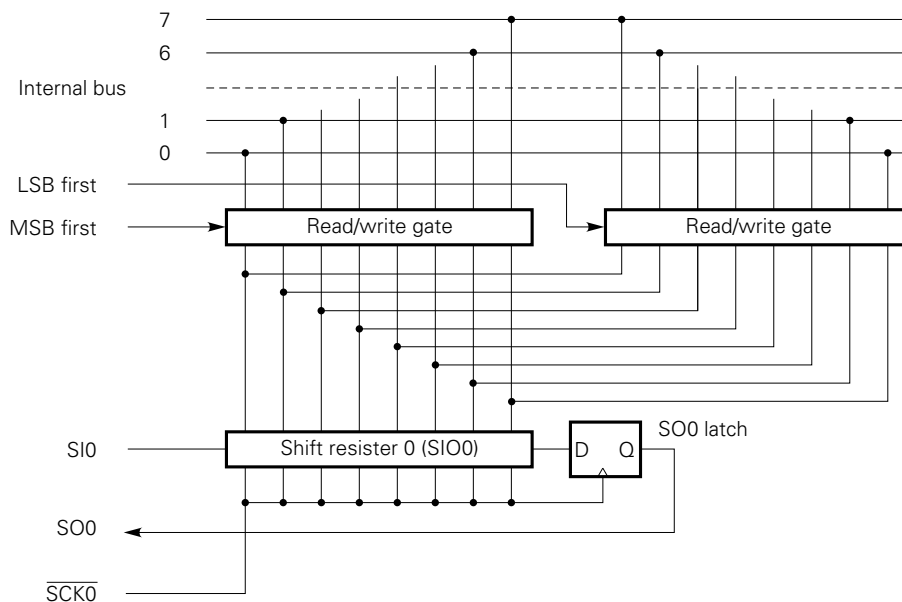 7
6
Internal bus
1
0
LSB first
MSB first
Read/write gate
Read/write gate
SO0 latch
SI0
Shift resister 0 (SIO0)
D
Q
SO0
SCK0